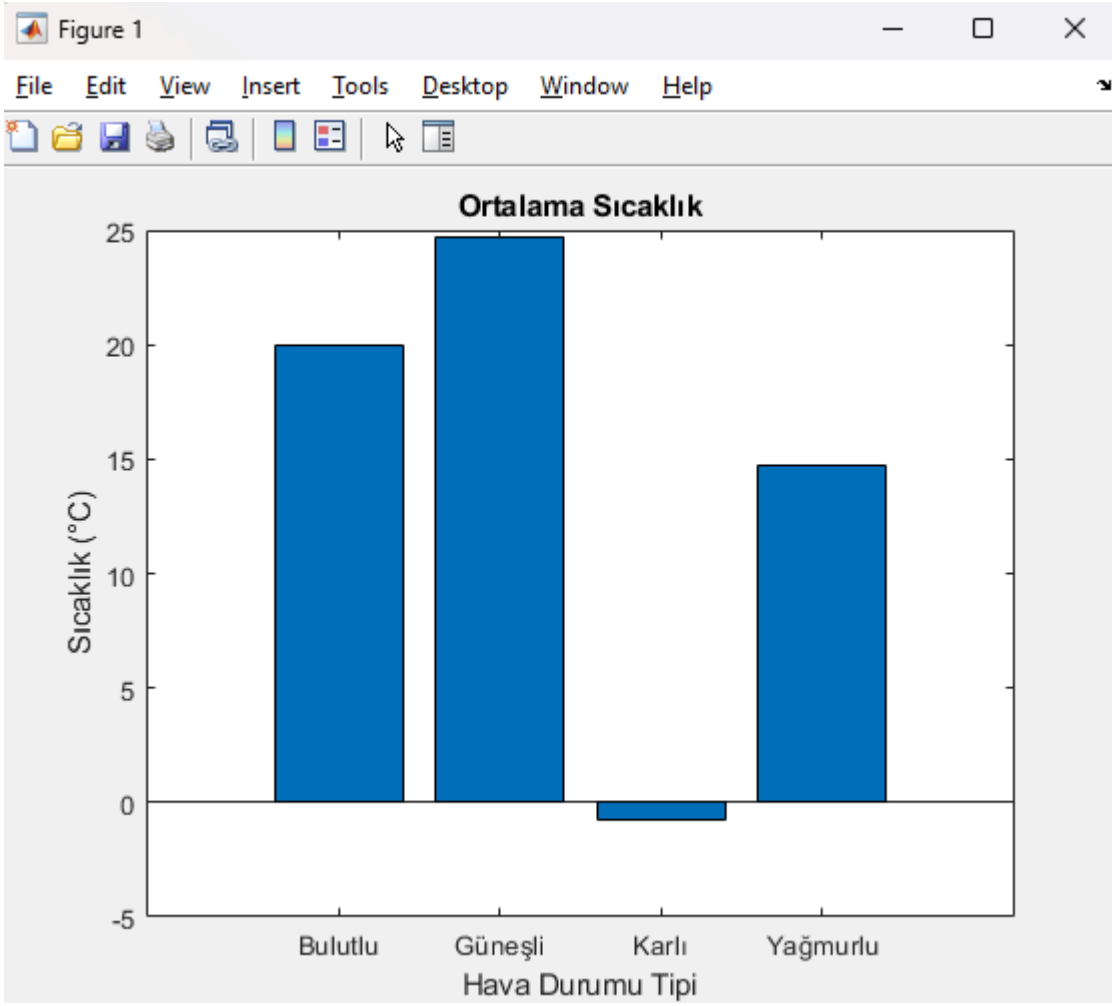 Figure 1
File Edit View Insert Tools Desktop Window Help
Ortalama Sıcaklık
25
20
15
10
5
0
-5
Sıcaklık (°C)
Bulutlu Güneşli Karlı Yağmurlu
Hava Durumu Tipi